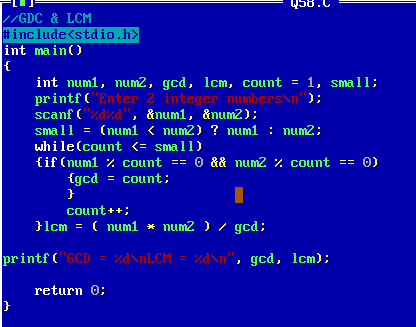 Q58.C
//GDC & LCM
#include<stdio.h>
int main()
{
int num1, num2, gcd, lcm, count = 1, small;
printf("Enter 2 integer numbers\n");
scanf("%d%d", &num1, &num2);
small = (num1 < num2) ? num1 : num2;
while(count <= small)
{if(num1 % count == 0 && num2 % count == 0)
{gcd = count;
}
count++;
}lcm = ( num1 * num2 ) / gcd;
printf("GCD = %d\nLCM = %d\n", gcd, lcm);
return 0;
}